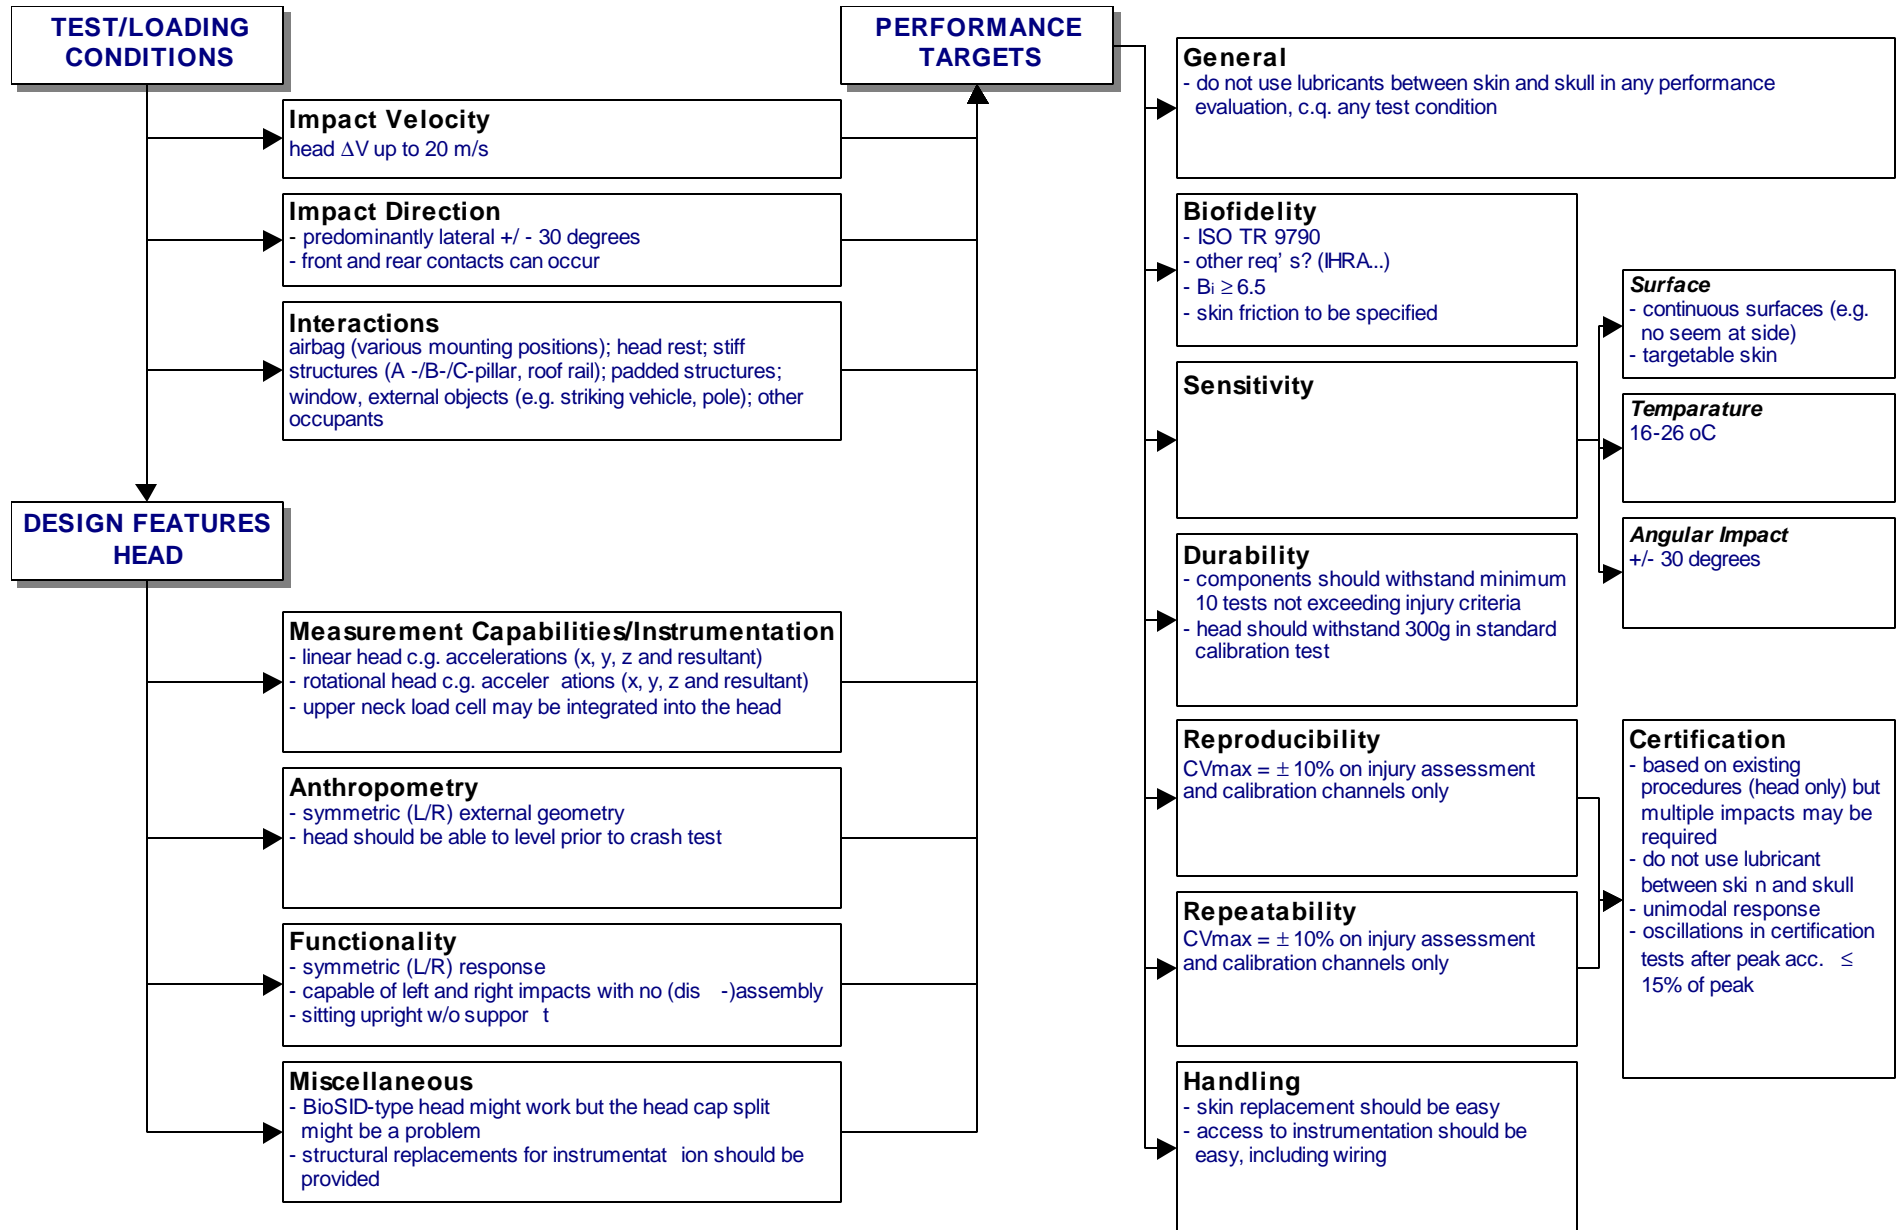 TEST/LOADING
CONDITIONS
Impact Velocity
head ΔV up to 20 m/s
Impact Direction
- predominantly lateral +/ - 30 degrees
- front and rear contacts can occur
Interactions
airbag (various mounting positions); head rest; stiff
structures (A -/B-/C-pillar, roof rail); padded structures;
window, external objects (e.g. striking vehicle, pole); other
occupants
DESIGN FEATURES
HEAD
Measurement Capabilities/Instrumentation
- linear head c.g. accelerations (x, y, z and resultant)
- rotational head c.g. acceler ations (x, y, z and resultant)
- upper neck load cell may be integrated into the head
Anthropometry
- symmetric (L/R) external geometry
- head should be able to level prior to crash test
Functionality
- symmetric (L/R) response
- capable of left and right impacts with no (dis -)assembly
- sitting upright w/o suppor t
Miscellaneous
- BioSID-type head might work but the head cap split
might be a problem
- structural replacements for instrumentat ion should be
provided
PERFORMANCE
TARGETS
General
- do not use lubricants between skin and skull in any performance
evaluation, c.q. any test condition
Biofidelity
- ISO TR 9790
- other req' s? (IHRA...)
- Bi ≥ 6.5
- skin friction to be specified
Sensitivity
Surface
- continuous surfaces (e.g.
no seem at side)
- targetable skin
Temparature
16-26 oC
Angular Impact
+/- 30 degrees
Durability
- components should withstand minimum
10 tests not exceeding injury criteria
- head should withstand 300g in standard
calibration test
Reproducibility
CVmax = ± 10% on injury assessment
and calibration channels only
Repeatability
CVmax = ± 10% on injury assessment
and calibration channels only
Certification
- based on existing
procedures (head only) but
multiple impacts may be
required
- do not use lubricant
between ski n and skull
- unimodal response
- oscillations in certification
tests after peak acc. ≤
15% of peak
Handling
- skin replacement should be easy
- access to instrumentation should be
easy, including wiring